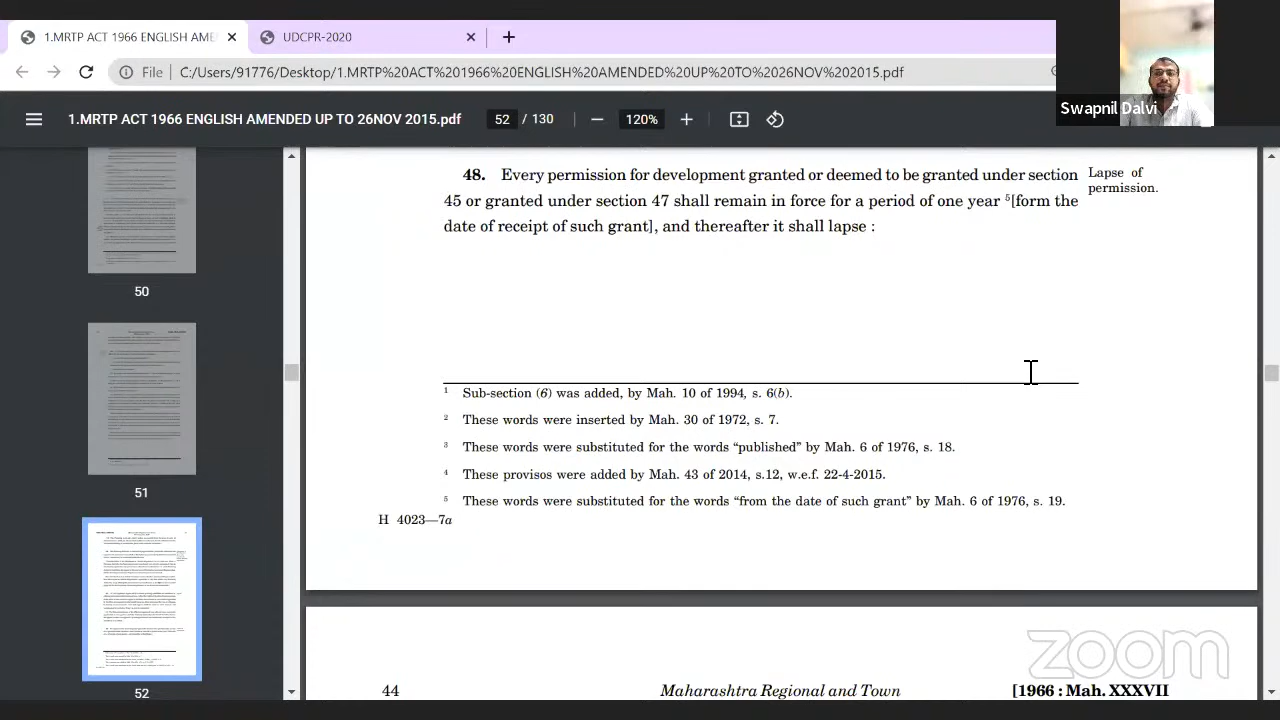 1.MRTP ACT 1966 ENGLISH AME
UDCPR-2020
File
C:/Users/91776/Desktop/1.MRTP%20ACT%201966%20ENGLISH%20AMENDED%20UP%20TO%2026NOV%202015.pdf
Swapnil Dalvi
1.MRTP ACT 1966 ENGLISH AMENDED UP TO 26NOV 2015.pdf
52 / 130
120%
50
51
52
48. Every permission for development granted or deemed to be granted under section
45 or granted under section 47 shall remain in force for a period of one year 5[form the
date of receipt of such grant], and thereafter it shall lapse :
Lapse of
permission.
1 Sub-section (6) was added, by Mah. 10 of 1994, s. 6(b).
2 These words were inserted by Mah. 30 of 1972, s. 7.
3 These words were substituted for the words “published” by Mah. 6 of 1976, s. 18.
4 These provisos were added by Mah. 43 of 2014, s.12, w.e.f. 22-4-2015.
5 These words were substituted for the words “from the date of such grant” by Mah. 6 of 1976, s. 19.
H 4023—7a
zoom
44
Maharashtra Regional and Town
[1966 : Mah. XXXVII